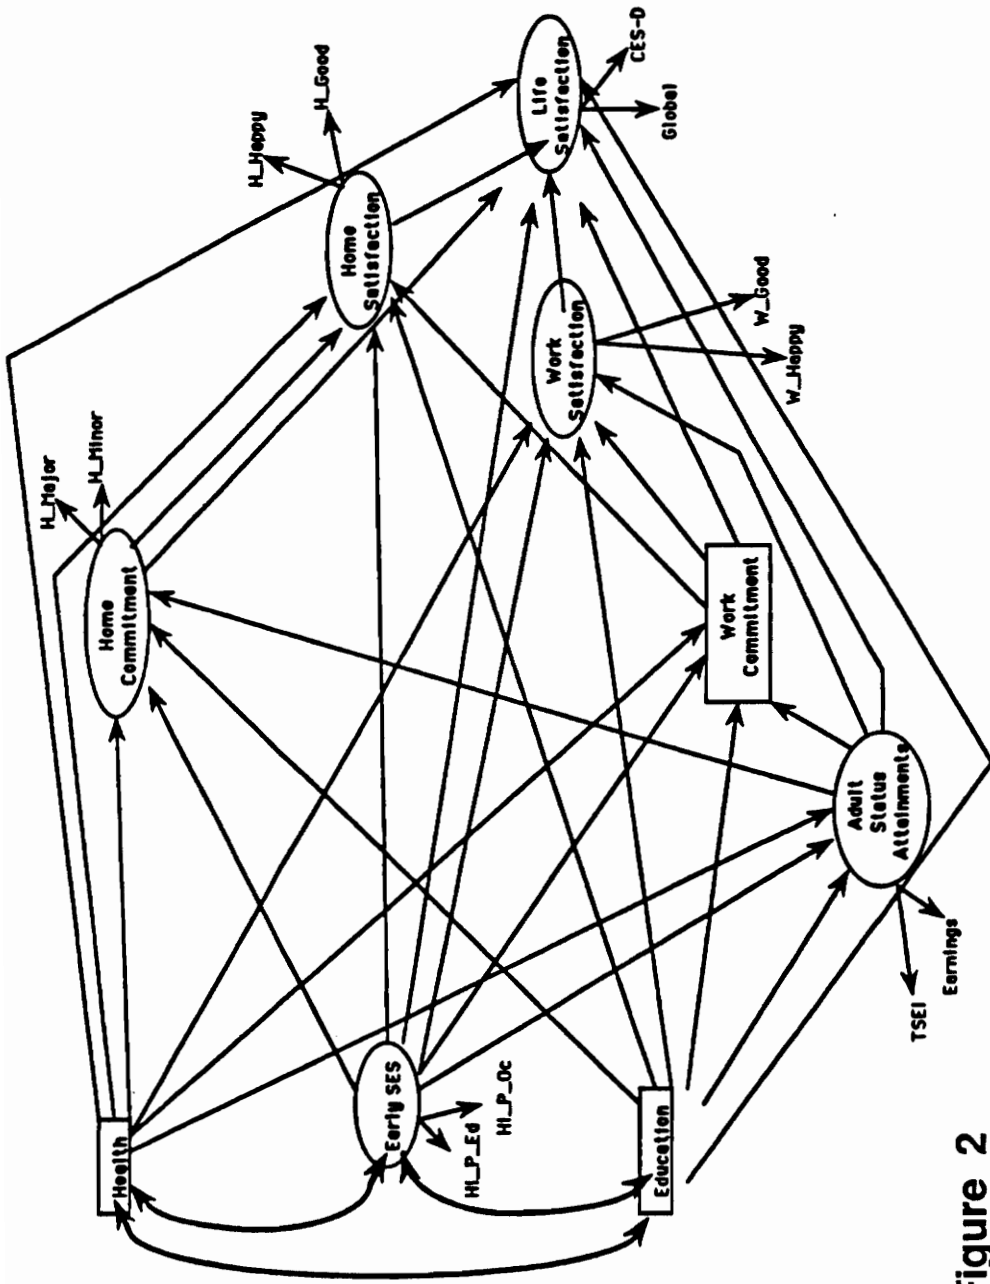 Health
Early SES
HI_P_Ed
HI_P_Oc
Education
Home
Commitment
H_Major
H_Minor
Adult
Status
Attainments
TSEI
Earnings
Work
Commitment
Home
Satisfaction
H_Happy
H_Good
Work
Satisfaction
W_Happy
W_Good
Life
Satisfaction
Global
CES-D
Figure 2